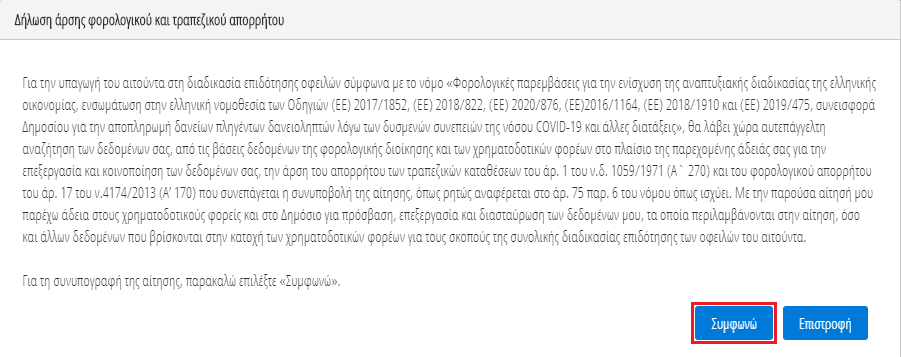 Δήλωση άρσης φορολογικού και τραπεζικού απορρήτου
Για την υπαγωγή του αιτούντα στη διαδικασία επιδότησης οφειλών σύμφωνα με το νόμο «Φορολογικές παρεμβάσεις για την ενίσχυση της αναπτυξιακής διαδικασίας της ελληνικής
οικονομίας, ενσωμάτωση στην ελληνική νομοθεσία των Οδηγιών (ΕΕ) 2017/1852, (ΕΕ) 2018/822, (ΕΕ) 2020/876, (ΕΕ)2016/1164, (ΕΕ) 2018/1910 και (ΕΕ) 2019/475, συνεισφορά
Δημοσίου για την αποπληρωμή δανείων πληγέντων δανειοληπτών λόγω των δυσμενών συνεπειών της νόσου COVID-19 και άλλες διατάξεις», θα λάβει χώρα αυτεπάγγελτη
αναζήτηση των δεδομένων σας, από τις βάσεις δεδομένων της φορολογικής διοίκησης και των χρηματοδοτικών φορέων στο πλαίσιο της παρεχομένης άδειάς σας για την
επεξεργασία και κοινοποίηση των δεδομένων σας, την άρση του απορρήτου των τραπεζικών καταθέσεων του άρ. 1 του ν.δ. 1059/1971 (Α` 270) και του φορολογικού απορρήτου
του άρ. 17 του ν.4174/2013 (Α’ 170) που συνεπάγεται η συνυποβολή της αίτησης, όπως ρητώς αναφέρεται στο άρ. 75 παρ. 6 του νόμου όπως ισχύει. Με την παρούσα αίτησή μου
παρέχω άδεια στους χρηματοδοτικούς φορείς και στο Δημόσιο για πρόσβαση, επεξεργασία και διασταύρωση των δεδομένων μου, τα οποία περιλαμβάνονται στην αίτηση, όσο
και άλλων δεδομένων που βρίσκονται στην κατοχή των χρηματοδοτικών φορέων για τους σκοπούς της συνολικής διαδικασίας επιδότησης των οφειλών του αιτούντα.
Για τη συνυπογραφή της αίτησης, παρακαλώ επιλέξτε «Συμφωνώ».
Συμφωνώ Επιστροφή